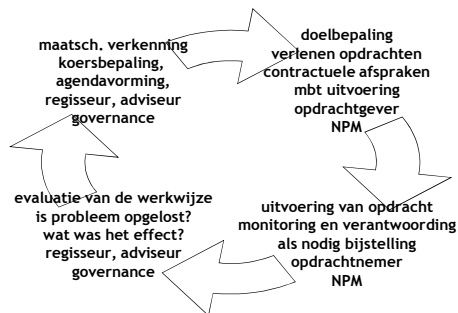 maatsch. verkenning
koersbepaling,
agendavorming,
regisseur, adviseur
governance
doelbepaling
verlenen opdrachten
contractuele afspraken
mbt uitvoering
opdrachtgever
NPM
uitvoering van opdracht
monitoring en verantwoording
als nodig bijstelling
opdrachtnemer
NPM
evaluatie van de werkwijze
is probleem opgelost?
wat was het effect?
regisseur, adviseur
governance